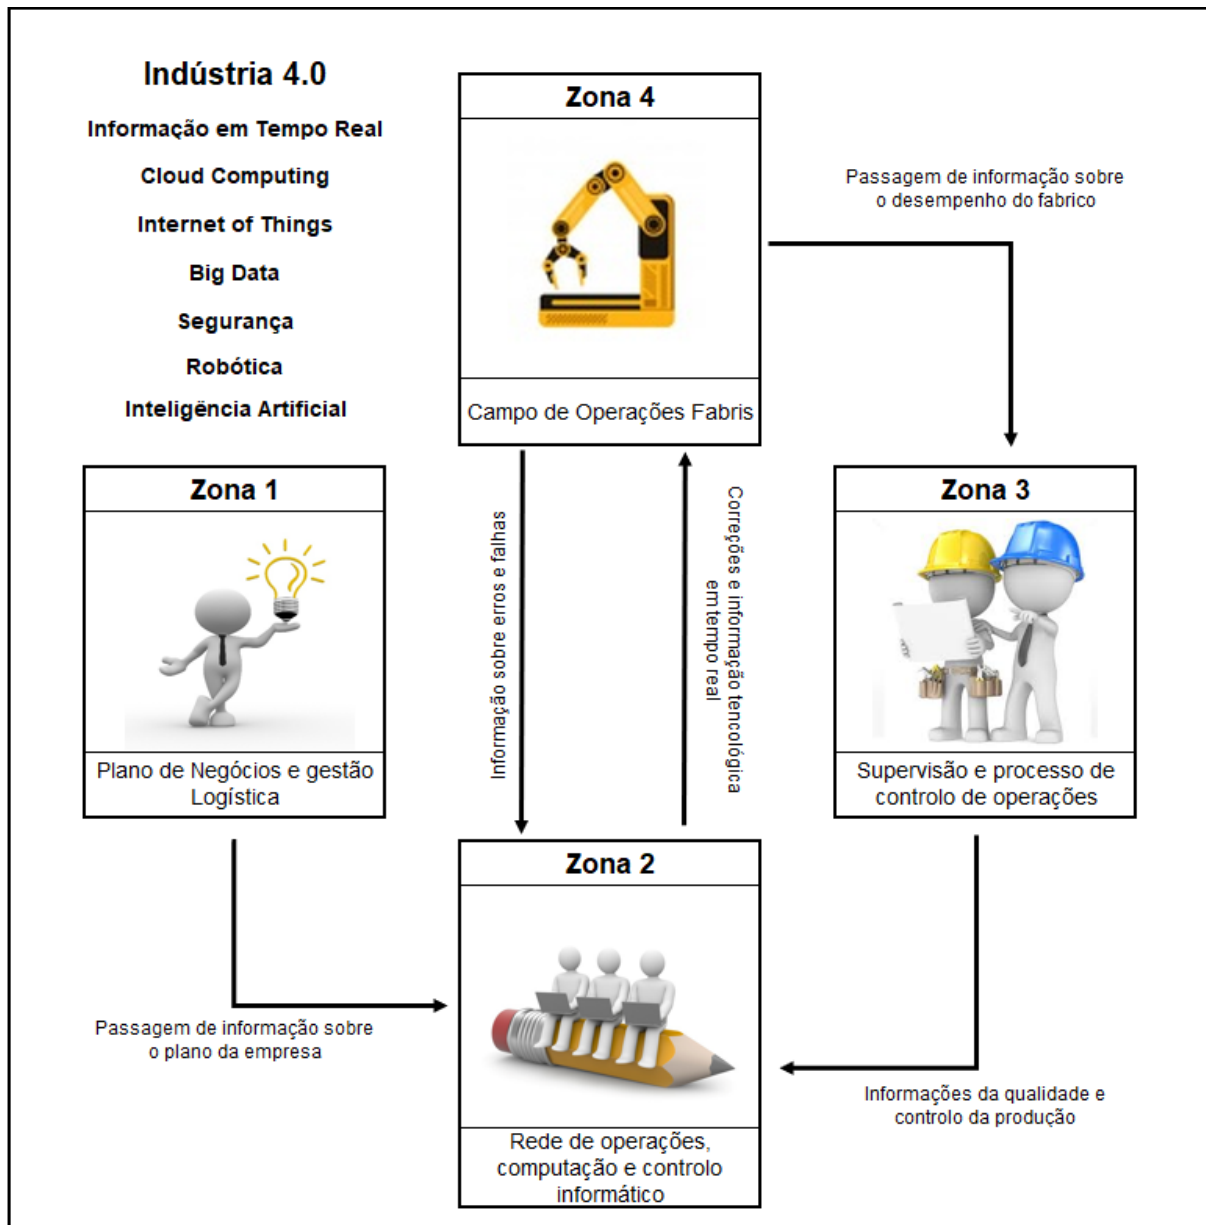 Indústria 4.0
Informação em Tempo Real
Cloud Computing
Internet of Things
Big Data
Segurança
Robótica
Inteligência Artificial
Zona 4
Campo de Operações Fabris
Passagem de informação sobre
o desempenho do fabrico
Zona 1
Plano de Negócios e gestão
Logística
Informação sobre erros e falhas
Correções e informação tencológica
em tempo real
Zona 3
Supervisão e processo de
controlo de operações
Zona 2
Rede de operações,
computação e controlo
informático
Passagem de informação sobre
o plano da empresa
Informações da qualidade e
controlo da produção